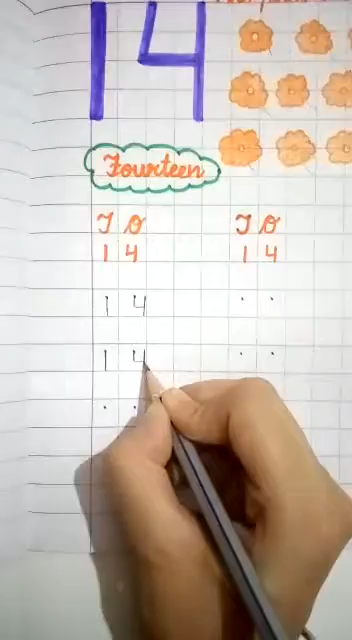 14
Fourteen
T O T O
1 4 1 4
1 4
1 4